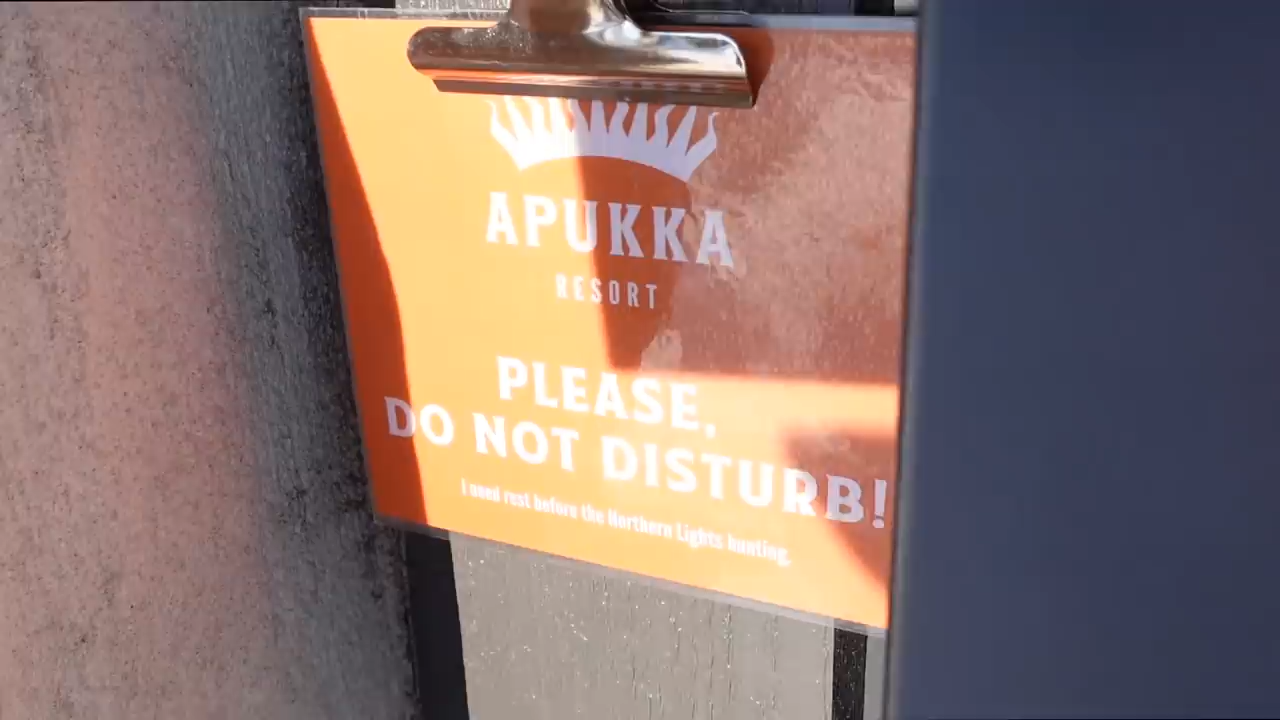 APUKKA
RESORT
PLEASE,
DO NOT DISTURB!
I need rest before the Northern Lights hunting.